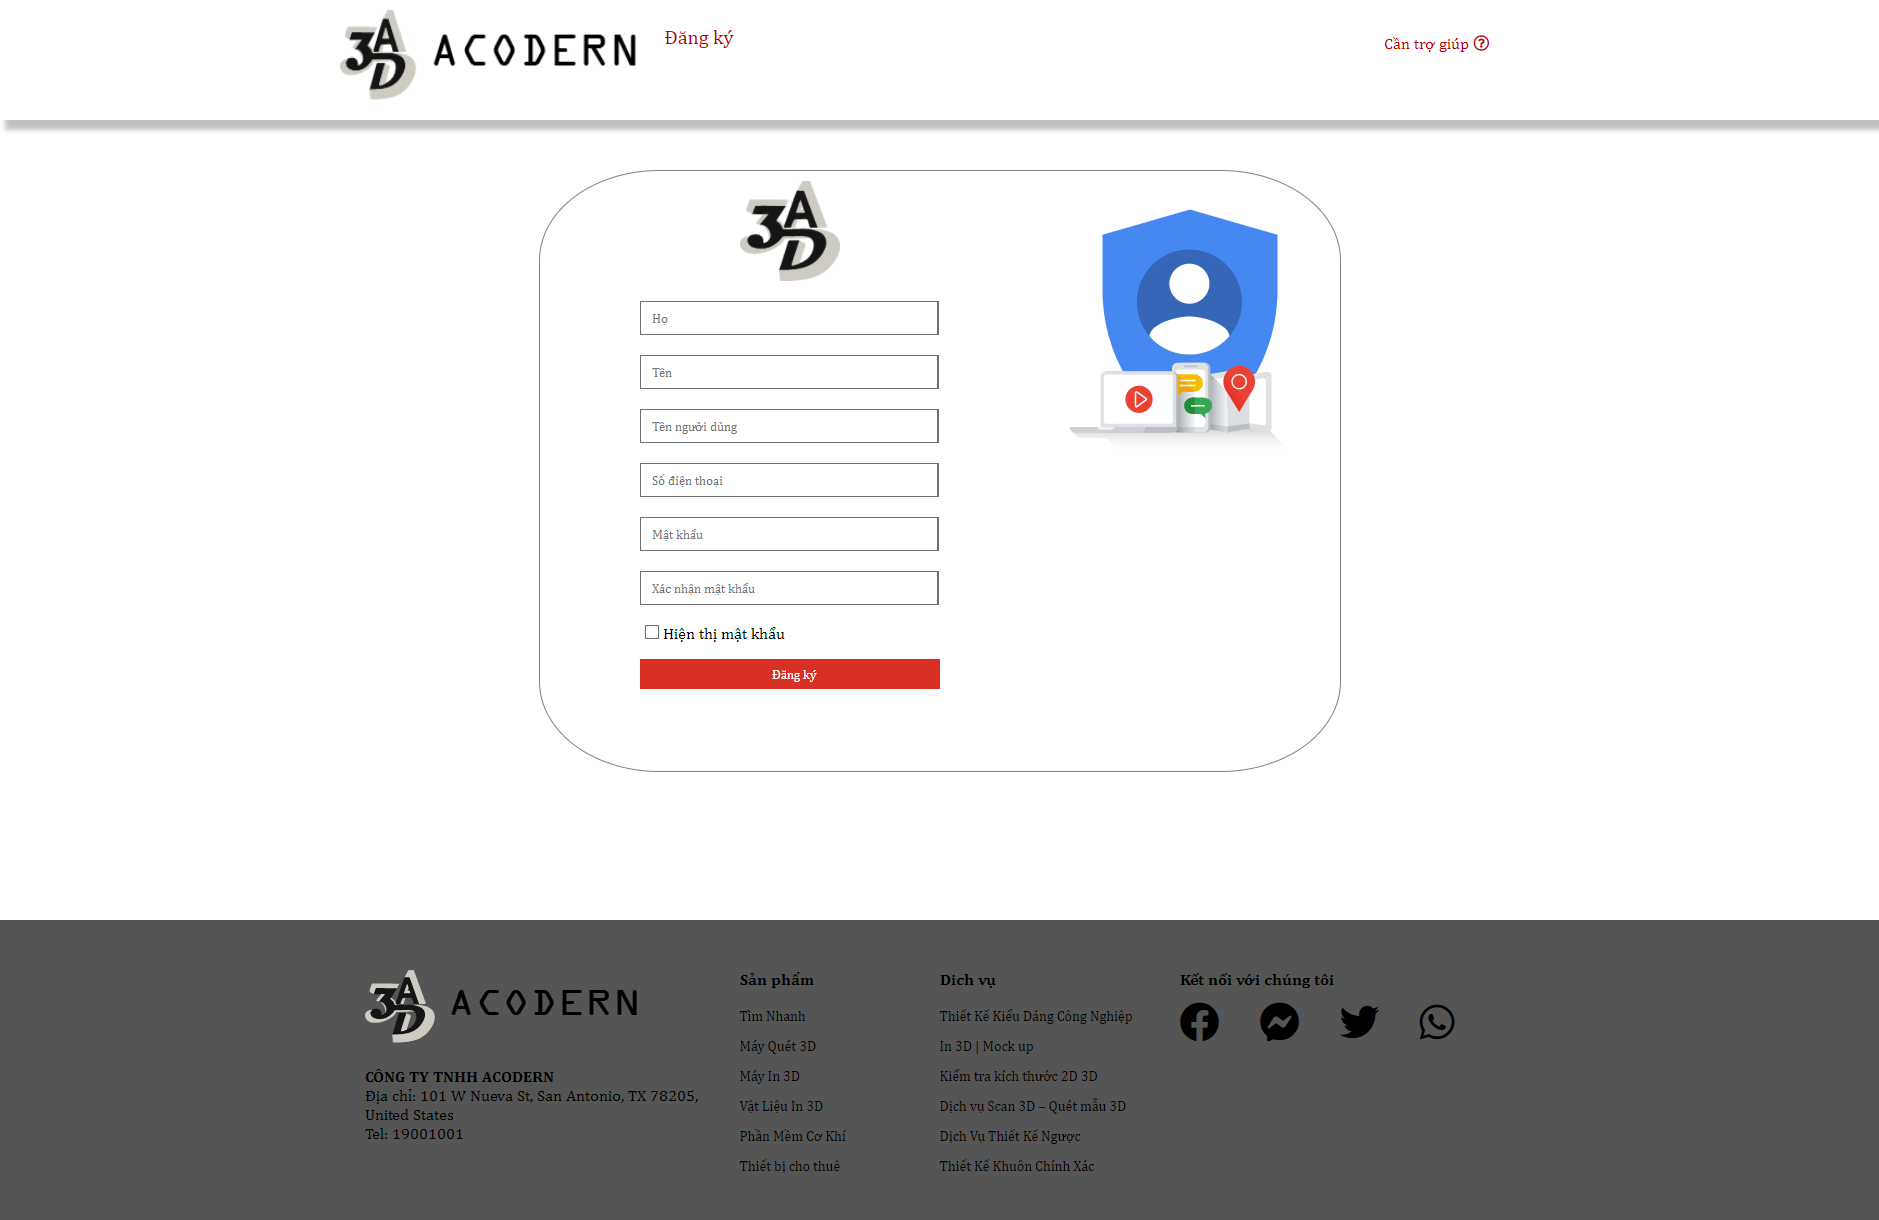 3AD ACODERN
Đăng ký
Cần trợ giúp
3AD
Họ
Tên
Tên người dùng
Số điện thoại
Mật khẩu
Xác nhận mật khẩu
Hiện thị mật khẩu
Đăng ký
3AD ACODERN
CÔNG TY TNHH ACODERN
Địa chỉ: 101 W Nueva St, San Antonio, TX 78205,
United States
Tel: 19001001
Sản phẩm
Tìm Nhanh
Máy Quét 3D
Máy In 3D
Vật Liệu In 3D
Phần Mềm Cơ Khí
Thiết bị cho thuê
Dich vụ
Thiết Kế Kiểu Dáng Công Nghiệp
In 3D | Mock up
Kiểm tra kích thước 2D 3D
Dịch vụ Scan 3D – Quét mẫu 3D
Dịch Vụ Thiết Kế Ngược
Thiết Kế Khuôn Chính Xác
Kết nối với chúng tôi